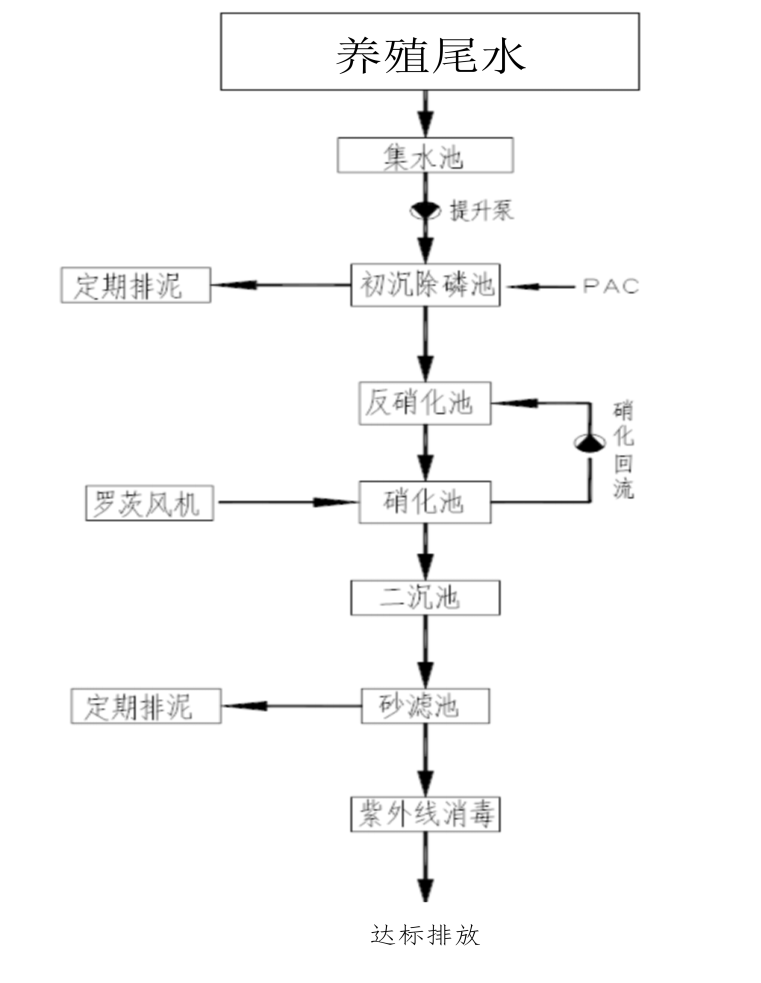 养殖尾水
集水池
提升泵
定期排泥
初沉除磷池
PAC
反硝化池
硝化回流
罗茨风机
硝化池
二沉池
定期排泥
砂滤池
紫外线消毒
达标排放